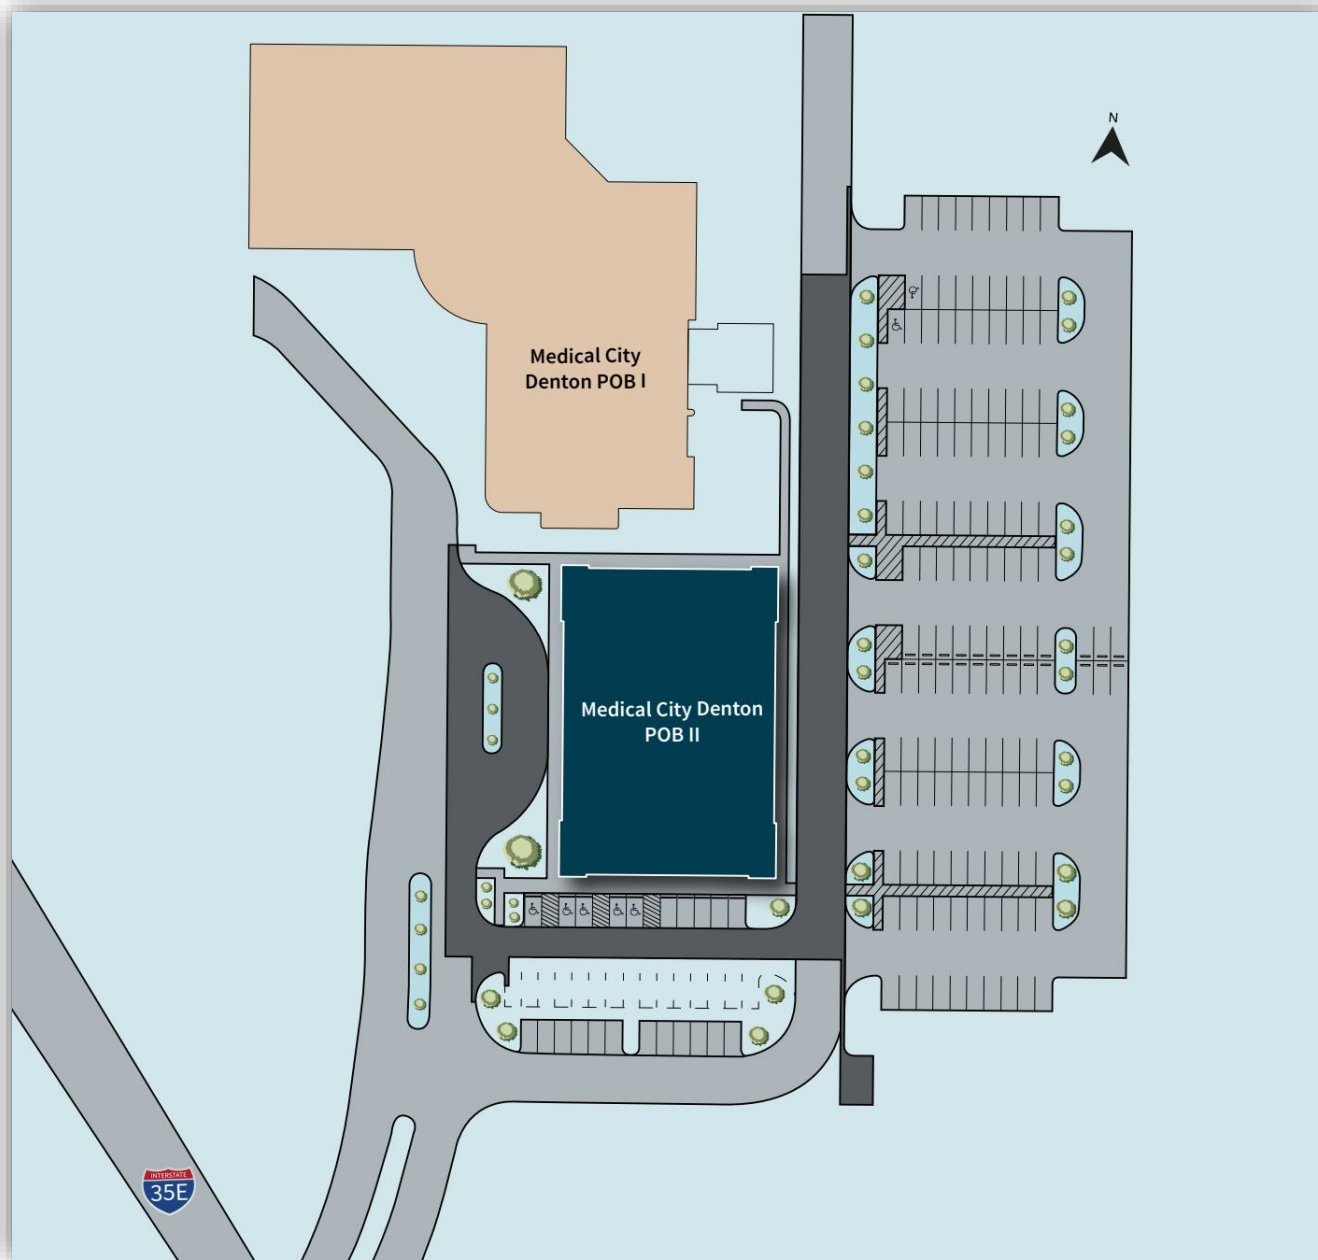 N
Medical City
Denton POB I
Medical City Denton
POB II
INTERSTATE
35E